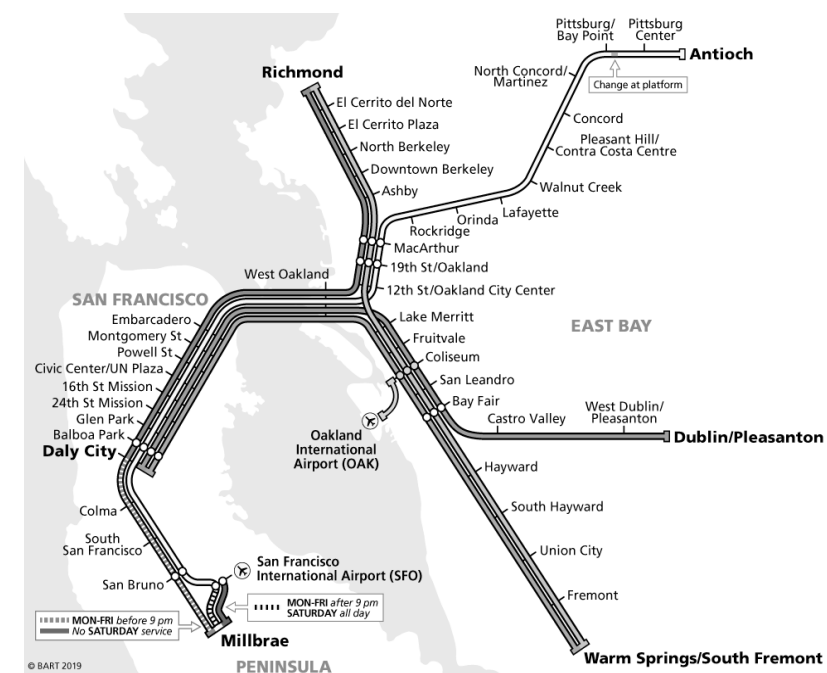 Pittsburg/
Bay Point
Pittsburg
Center
Antioch
North Concord/
Martinez
Change at platform
Richmond
El Cerrito del Norte
El Cerrito Plaza
Concord
North Berkeley
Pleasant Hill/
Contra Costa Centre
Downtown Berkeley
Walnut Creek
Ashby
Lafayette
Orinda
Rockridge
MacArthur
19th St/Oakland
West Oakland
12th St/Oakland City Center
SAN FRANCISCO
Embarcadero
Lake Merritt
EAST BAY
Montgomery St
Fruitvale
Powell St
Coliseum
Civic Center/UN Plaza
San Leandro
16th St Mission
24th St Mission
Bay Fair
Glen Park
Castro Valley
West Dublin/
Pleasanton
Balboa Park
Daly City
Oakland
International
Airport (OAK)
Dublin/Pleasanton
Hayward
Colma
South Hayward
South
San Francisco
Union City
San Francisco
International Airport (SFO)
San Bruno
Fremont
MON-FRI after 9 pm
SATURDAY all day
MON-FRI before 9 pm
No SATURDAY service
Millbrae
Warm Springs/South Fremont
© BART 2019
PENINSULA